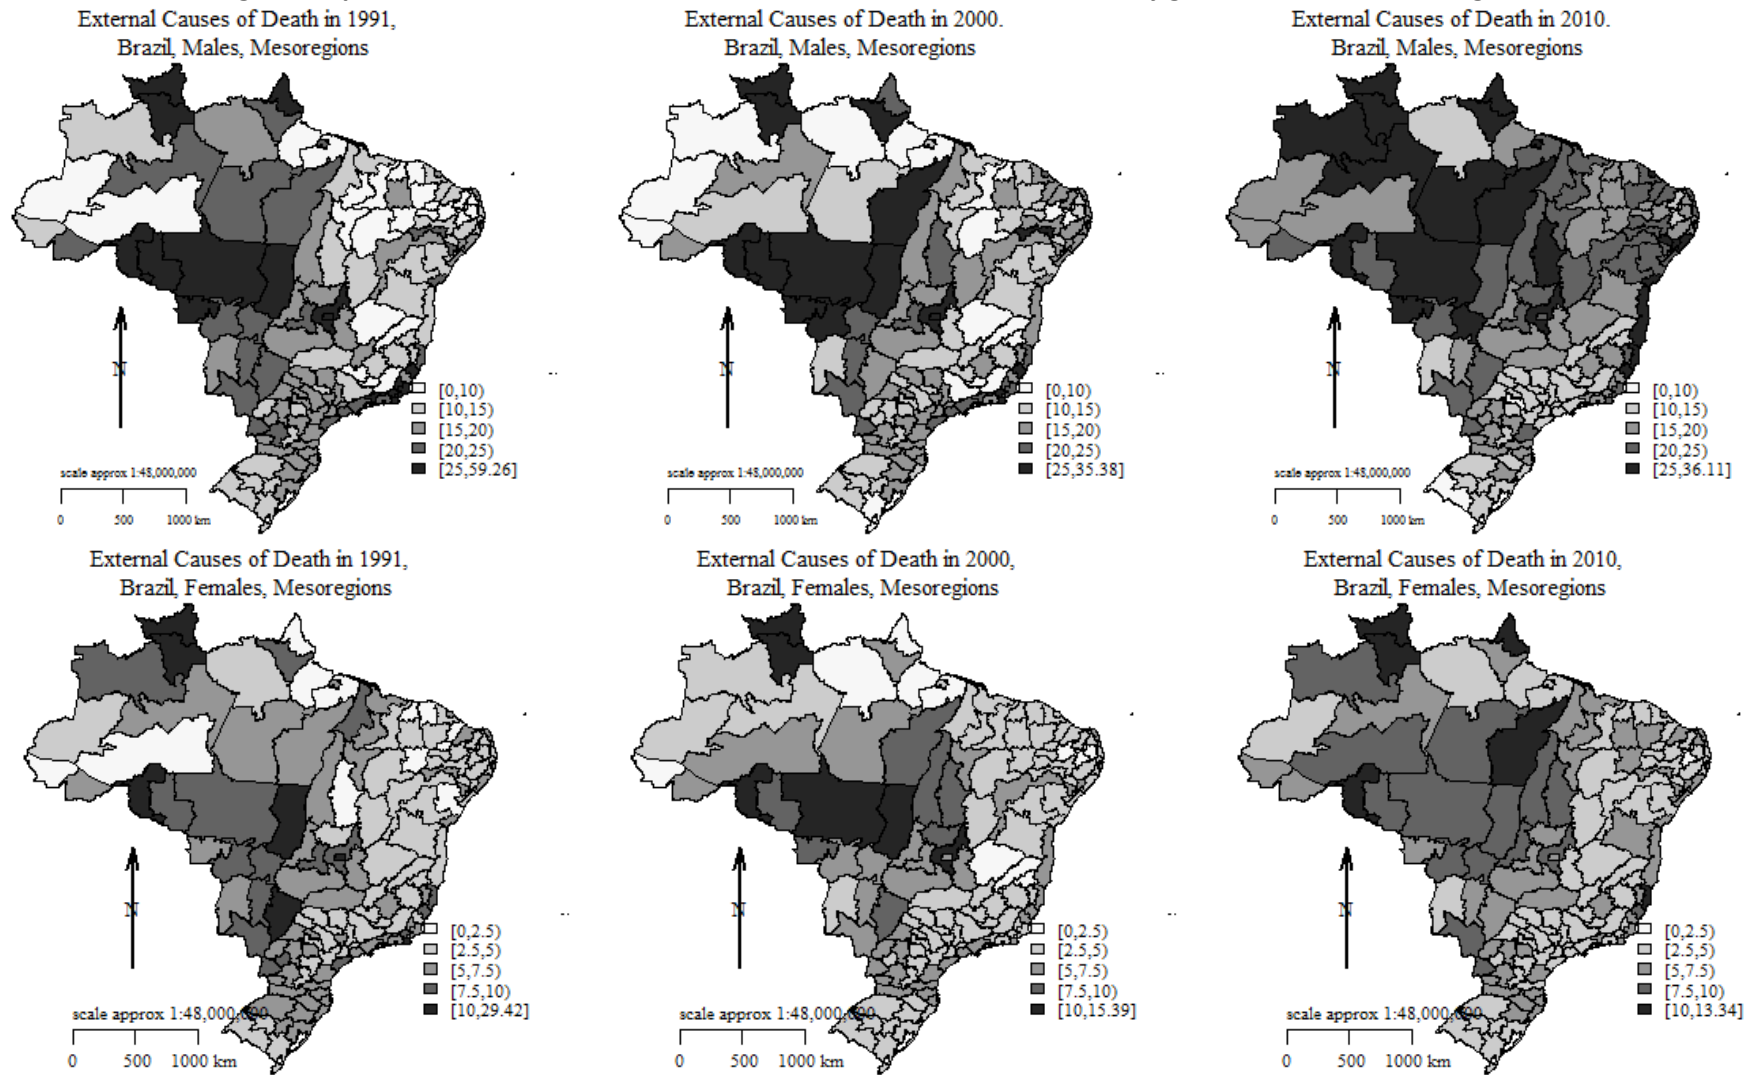 External Causes of Death in 1991,
Brazil, Males, Mesoregions
N
[0,10)
[10,15)
[15,20)
[20,25)
[25,59.26]
scale approx 1:48,000,000
0 500 1000 km
External Causes of Death in 2000.
Brazil, Males, Mesoregions
N
[0,10)
[10,15)
[15,20)
[20,25)
[25,35.38]
scale approx 1:48,000,000
0 500 1000 km
External Causes of Death in 2010.
Brazil, Males, Mesoregions
N
[0,10)
[10,15)
[15,20)
[20,25)
[25,36.11]
scale approx 1:48,000,000
0 500 1000 km
External Causes of Death in 1991,
Brazil, Females, Mesoregions
N
[0,2.5)
[2.5,5)
[5,7.5)
[7.5,10)
[10,29.42]
scale approx 1:48,000,000
0 500 1000 km
External Causes of Death in 2000,
Brazil, Females, Mesoregions
N
[0,2.5)
[2.5,5)
[5,7.5)
[7.5,10)
[10,15.39]
scale approx 1:48,000,000
0 500 1000 km
External Causes of Death in 2010,
Brazil, Females, Mesoregions
N
[0,2.5)
[2.5,5)
[5,7.5)
[7.5,10)
[10,13.34]
scale approx 1:48,000,000
0 500 1000 km